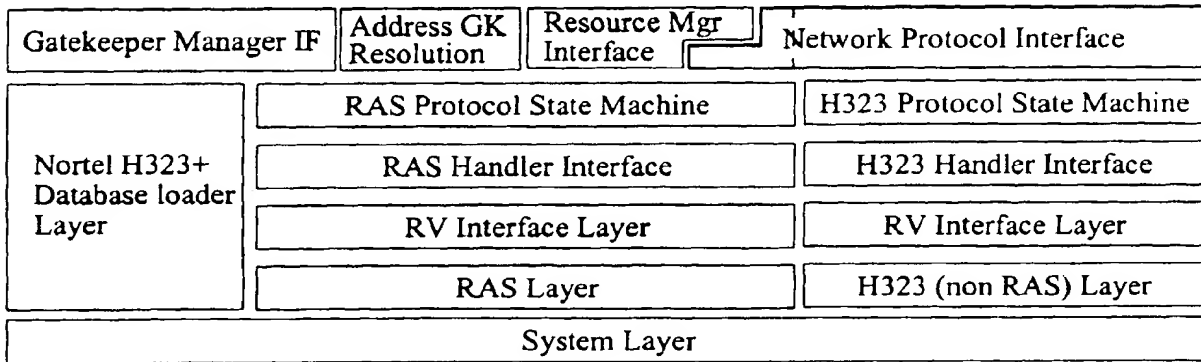 Gatekeeper Manager IF
Address GK
Resolution
Resource Mgr
Interface
Network Protocol Interface
RAS Protocol State Machine
H323 Protocol State Machine
Nortel H323+
Database loader
Layer
RAS Handler Interface
H323 Handler Interface
RV Interface Layer
RV Interface Layer
RAS Layer
H323 (non RAS) Layer
System Layer